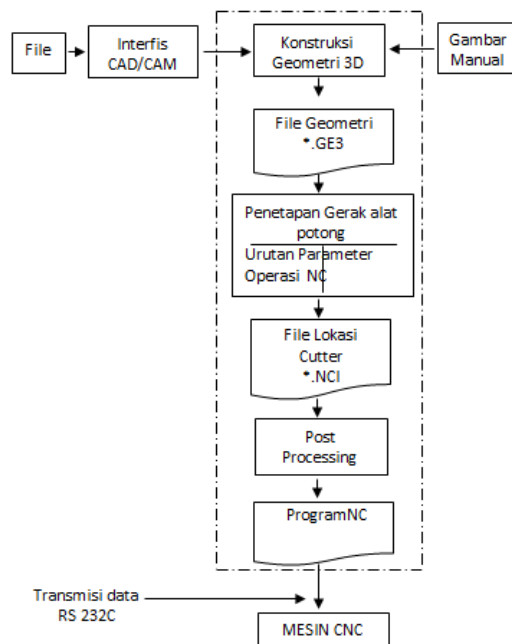 File
Interfis
CAD/CAM
Konstruksi
Geometri 3D
Gambar
Manual
File Geometri
*.GE3
Penetapan Gerak alat
potong
Urutan Parameter
Operasi NC
File Lokasi
Cutter
*.NCI
Post
Processing
ProgramNC
Transmisi data
RS 232C
MESIN CNC